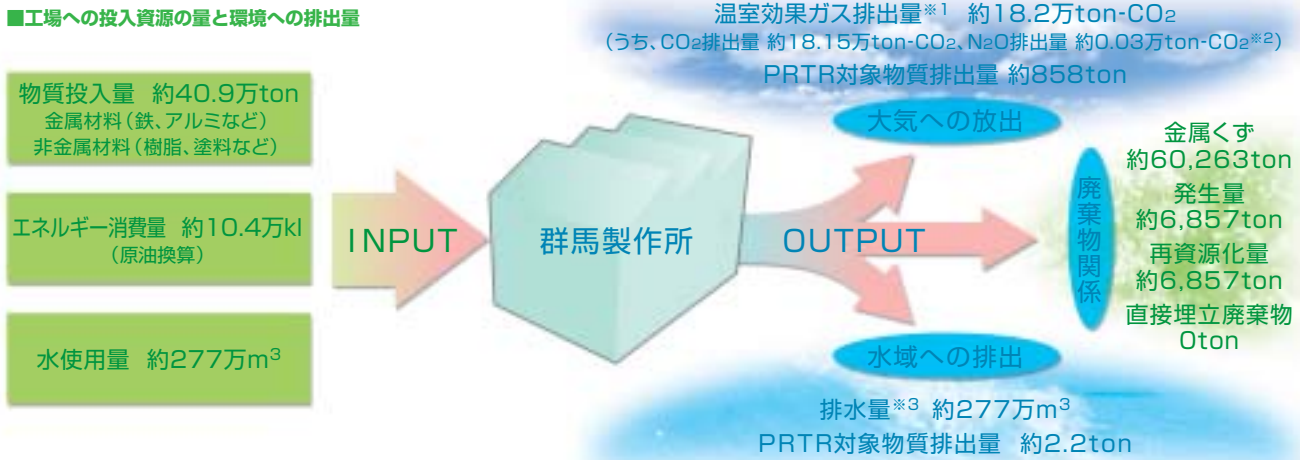 ■工場への投入資源の量と環境への排出量
物質投入量 約40.9万ton
金属材料（鉄、アルミなど）
非金属材料（樹脂、塗料など）
エネルギー消費量 約10.4万kl
（原油換算）
水使用量 約277万m³
INPUT
群馬製作所
OUTPUT
温室効果ガス排出量※1 約18.2万ton-CO₂
（うち、CO₂排出量 約18.15万ton-CO₂、N₂O排出量 約0.03万ton-CO₂※2）
PRTR対象物質排出量 約858ton
大気への放出
廃棄物関係
金属くず
約60,263ton
発生量
約6,857ton
再資源化量
約6,857ton
直接埋立廃棄物
0ton
水域への排出
排水量※3 約277万m³
PRTR対象物質排出量 約2.2ton